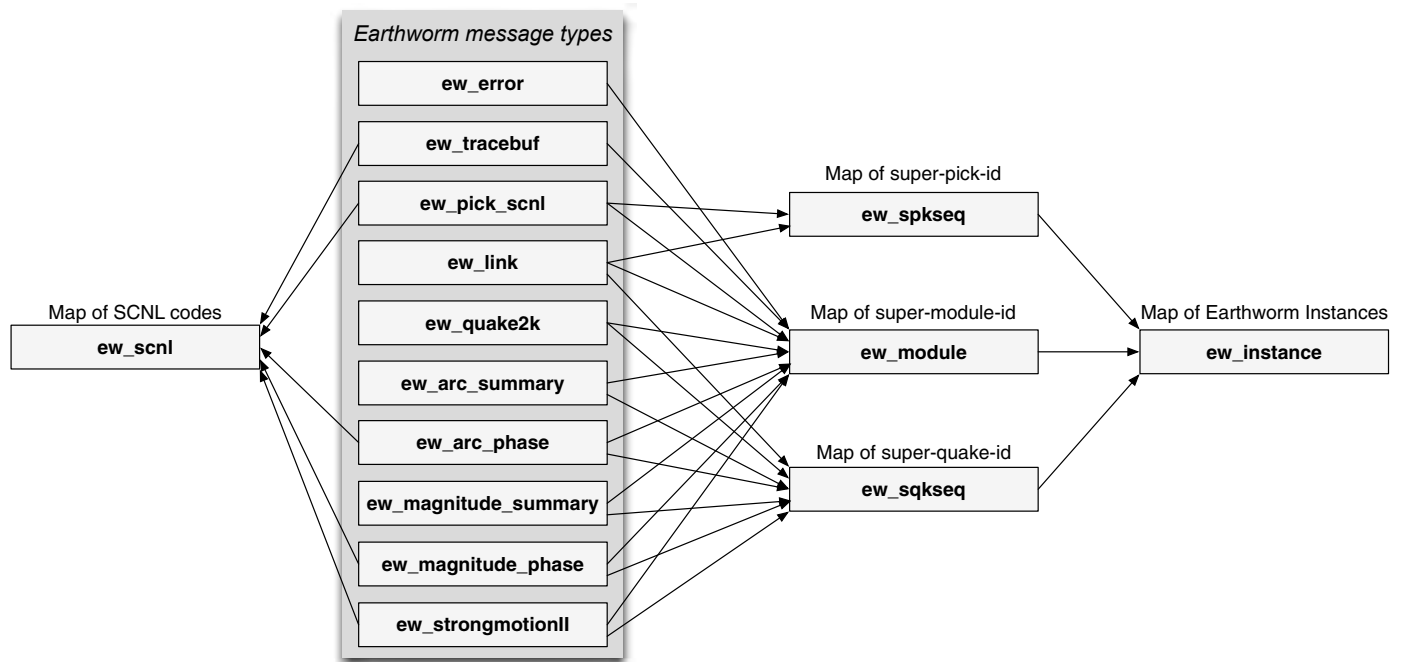 Earthworm message types
ew_error
ew_tracebuf
ew_pick_scnl
ew_link
ew_quake2k
ew_arc_summary
ew_arc_phase
ew_magnitude_summary
ew_magnitude_phase
ew_strongmotionII
Map of SCNL codes
ew_scnl
Map of super-pick-id
ew_spkseq
Map of super-module-id
ew_module
Map of super-quake-id
ew_sqkseq
Map of Earthworm Instances
ew_instance